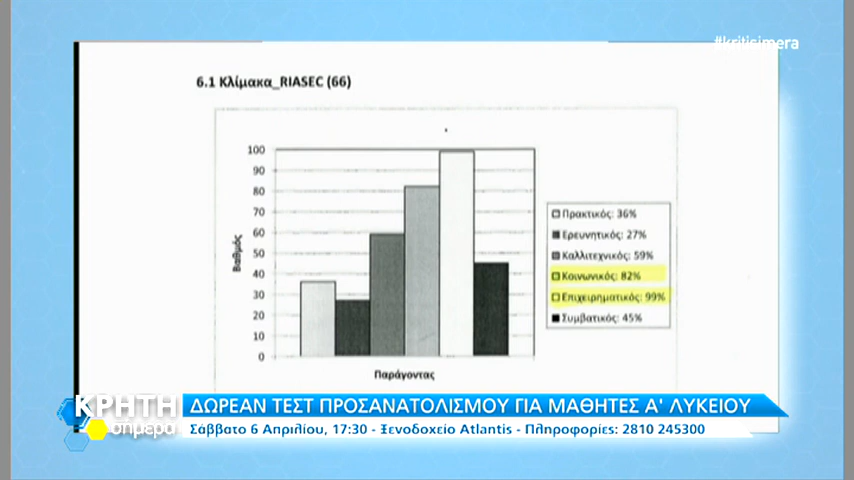 #kritisimera
6.1 Κλίμακα_RIASEC (66)
100
90
80
70
60
50
40
30
20
10
0
Βαθμός
Παράγοντας
Πρακτικός: 36%
Ερευνητικός: 27%
Καλλιτεχνικός: 59%
Κοινωνικός: 82%
Επιχειρηματικός: 99%
Συμβατικός: 45%
ΚΡΗΤΗ
σήμερα
ΔΩΡΕΑΝ ΤΕΣΤ ΠΡΟΣΑΝΑΤΟΛΙΣΜΟΥ ΓΙΑ ΜΑΘΗΤΕΣ Α' ΛΥΚΕΙΟΥ
Σάββατο 6 Απριλίου, 17:30 - Ξενοδοχείο Atlantis - Πληροφορίες: 2810 245300